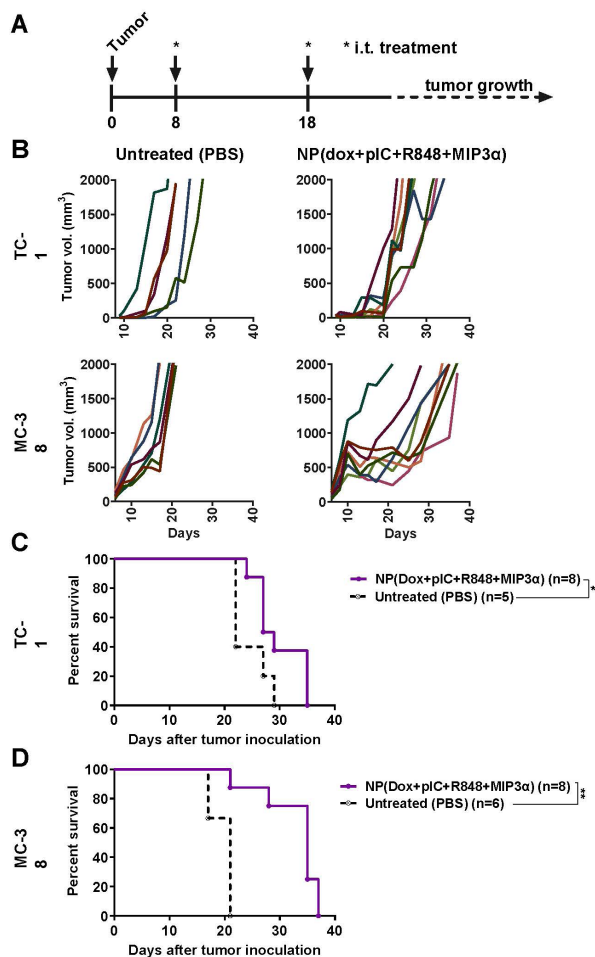 A
Tumor
*
*
* i.t. treatment
tumor growth
0
8
18
B
Untreated (PBS)
NP(dox+pIC+R848+MIP3α)
TC-
1
Tumor vol. (mm³)
2000
1500
1000
500
0
10
20
30
40
2000
1500
1000
500
0
10
20
30
40
MC-3
8
Tumor vol. (mm³)
2000
1500
1000
500
0
10
20
30
40
Days
2000
1500
1000
500
0
10
20
30
40
Days
C
TC-
1
Percent survival
100
80
60
40
20
0
0
10
20
30
40
Days after tumor inoculation
NP(Dox+pIC+R848+MIP3α) (n=8)
Untreated (PBS) (n=5)
*
D
MC-3
8
Percent survival
100
80
60
40
20
0
0
10
20
30
40
Days after tumor inoculation
NP(Dox+pIC+R848+MIP3α) (n=8)
Untreated (PBS) (n=6)
**